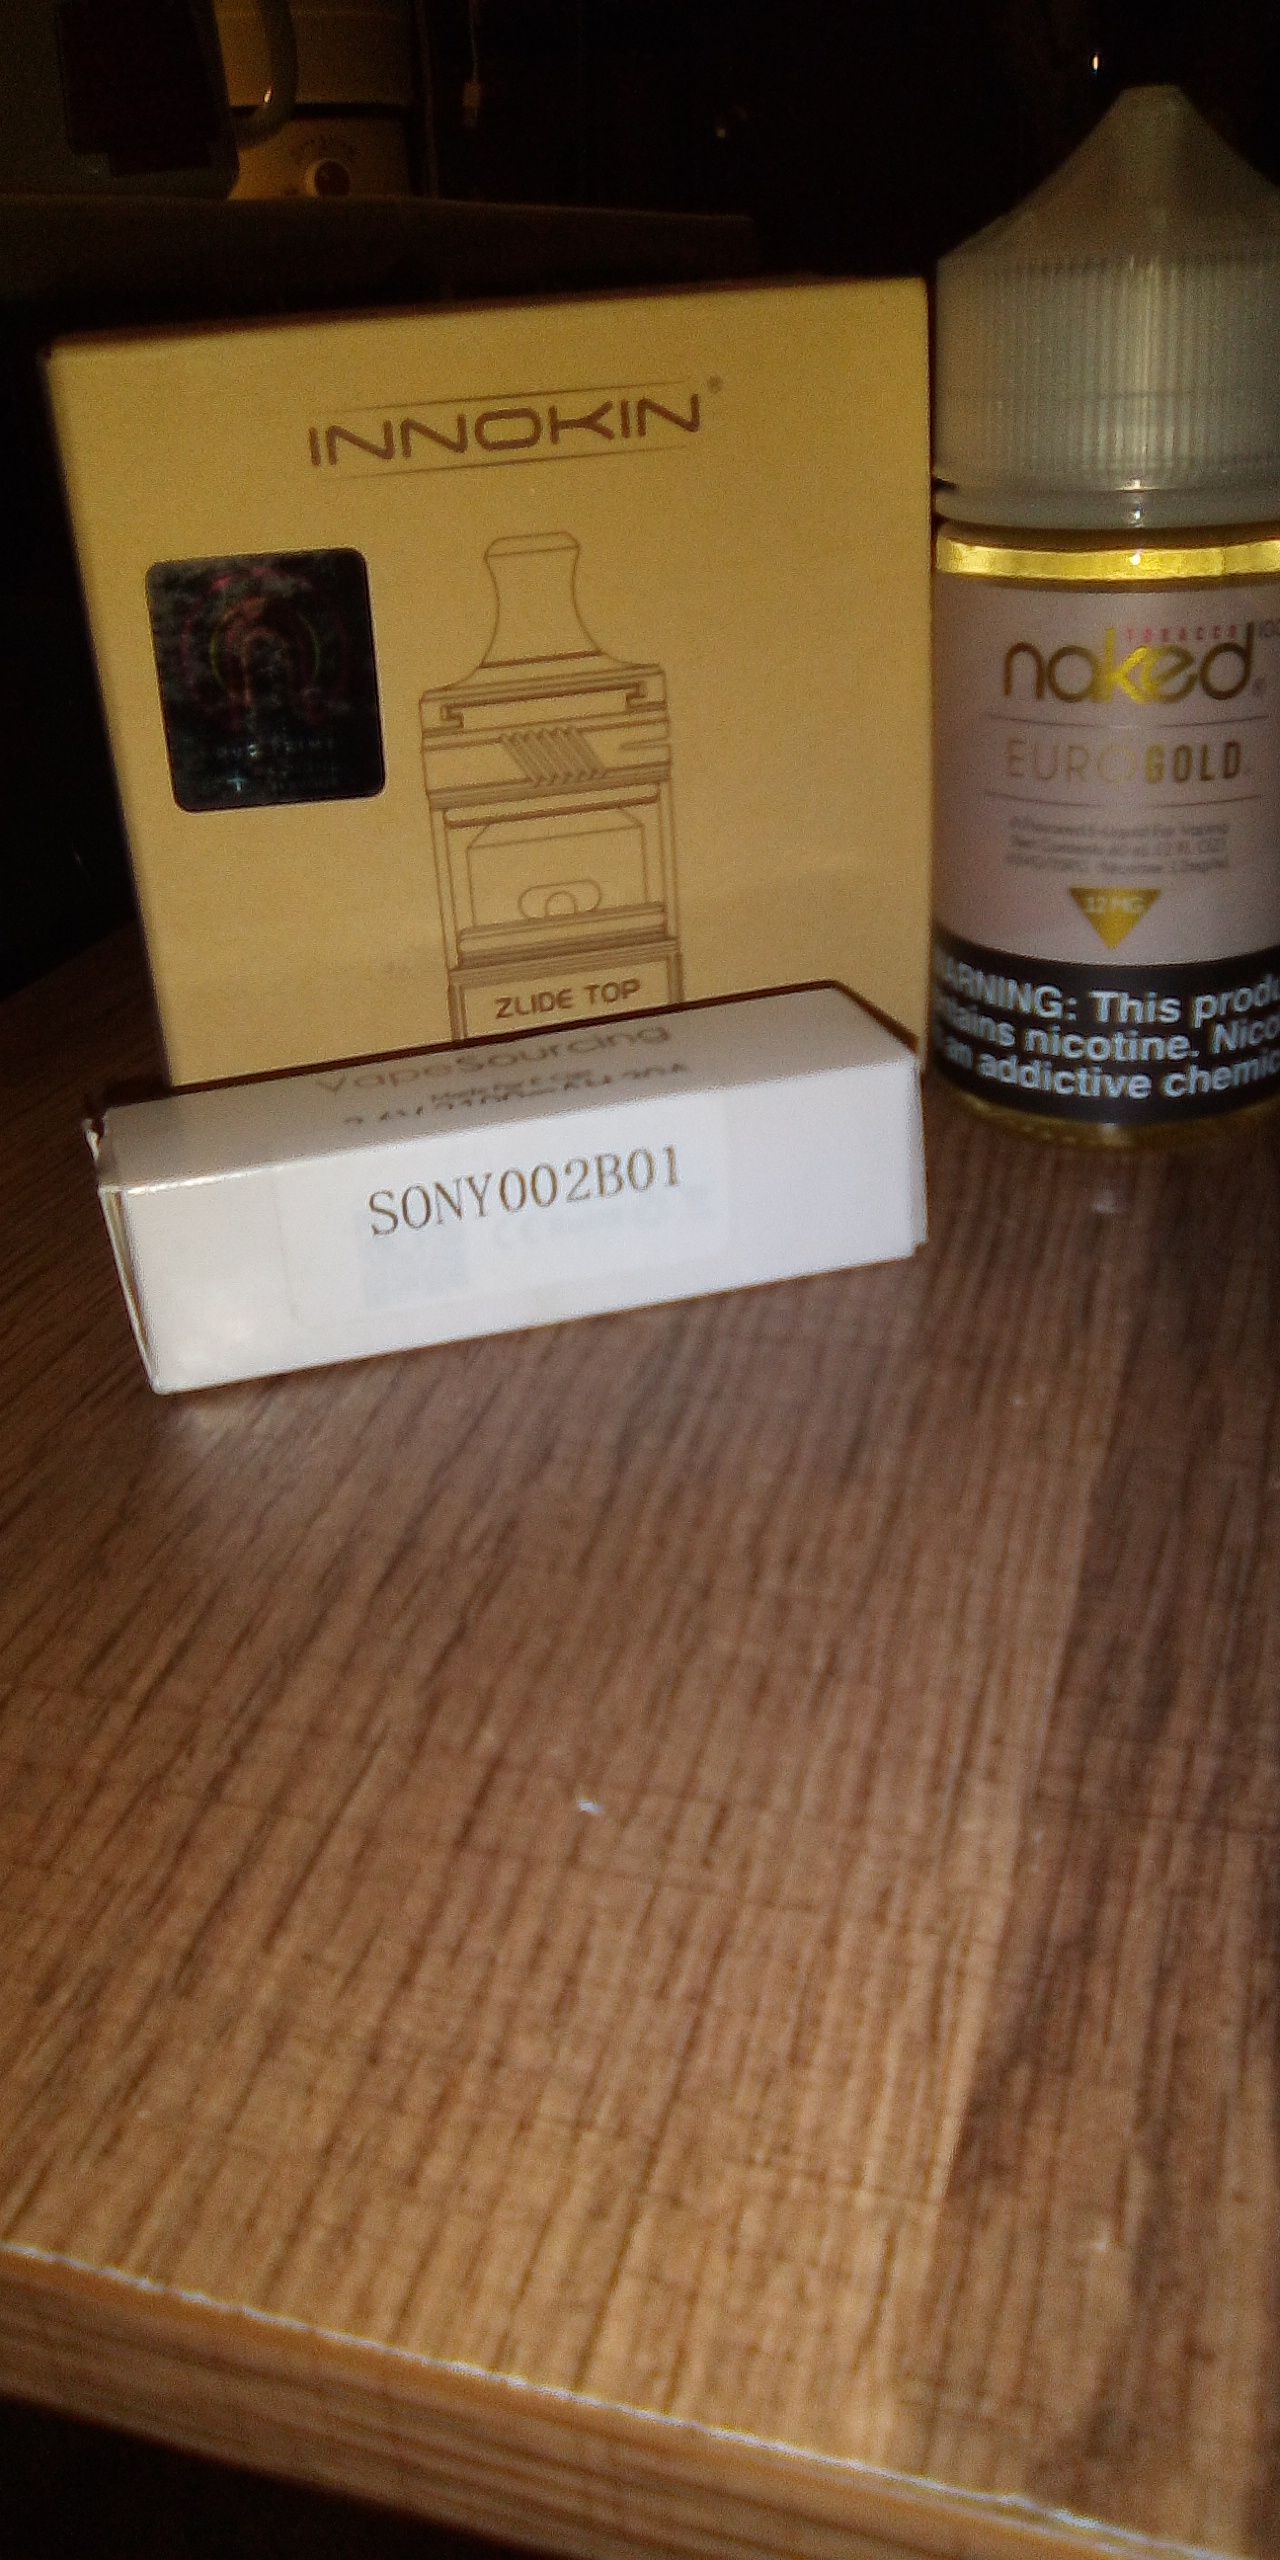 INNOKIN®
ZLIDE TOP
VapeSourcing
SONY002B01
TOBACCO
naked
EURO GOLD
12 MG
WARNING: This produ
tains nicotine. Nico
an addictive chemic